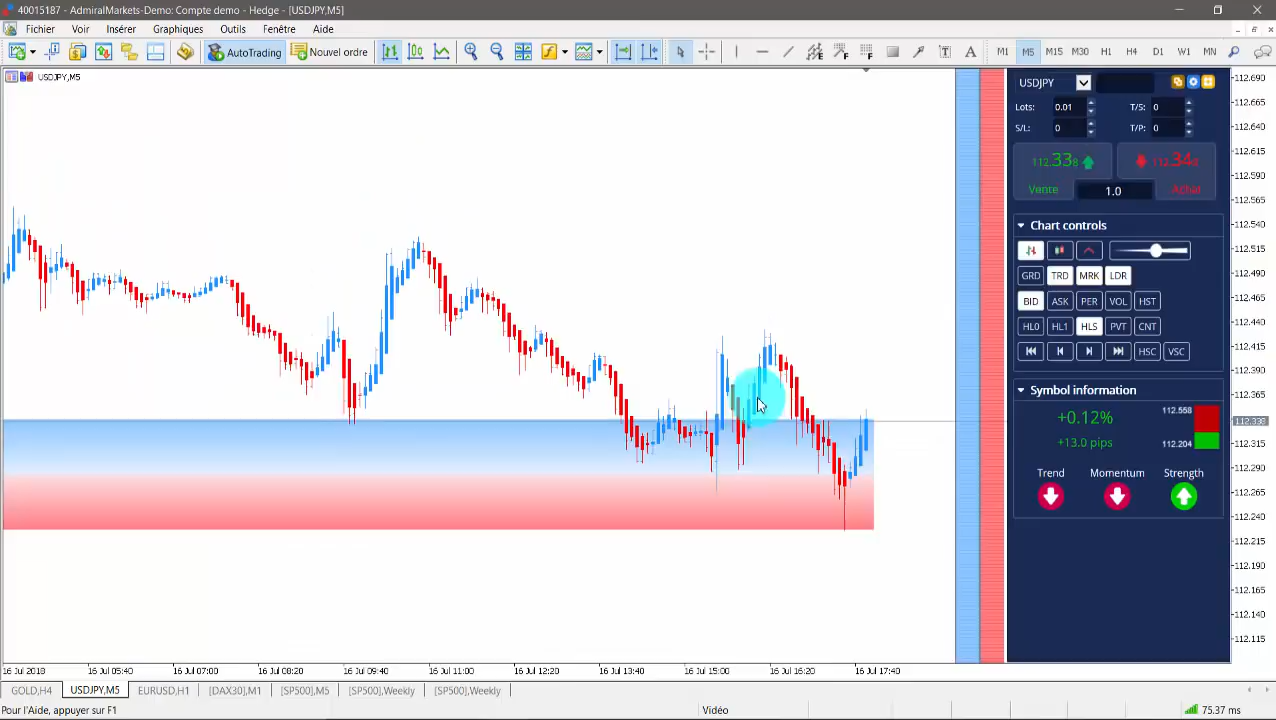 40015187 - AdmiralMarkets-Demo: Compte demo - Hedge - [USDJPY,M5]
Fichier Voir Insérer Graphiques Outils Fenêtre Aide
AutoTrading Nouvel ordre M1 M5 M15 M30 H1 H4 D1 W1 MN
USDJPY,M5
USDJPY
Lots: 0.01 T/S: 0
S/L: 0 T/P: 0
112.33 112.34
Vente 1.0 Achat
Chart controls
GRD TRD MRK LDR
BID ASK PER VOL HST
HL0 HL1 HLS PVT CNT
HSC VSC
Symbol information
+0.12% 112.558
+13.0 pips 112.204
Trend Momentum Strength
112.690
112.665
112.640
112.615
112.590
112.565
112.540
112.515
112.490
112.465
112.440
112.415
112.390
112.365
112.315
112.290
112.265
112.240
112.215
112.190
112.165
112.140
112.115
16 Jul 2018 16 Jul 05:40 16 Jul 07:00 16 Jul 08:20 16 Jul 09:40 16 Jul 11:00 16 Jul 12:20 16 Jul 13:40 16 Jul 15:00 16 Jul 16:20 16 Jul 17:40
GOLD,H4 USDJPY,M5 EURUSD,H1 [DAX30],M1 [SP500],M5 [SP500],Weekly [SP500],Weekly
Pour l'Aide, appuyer sur F1 Vidéo 75.37 ms